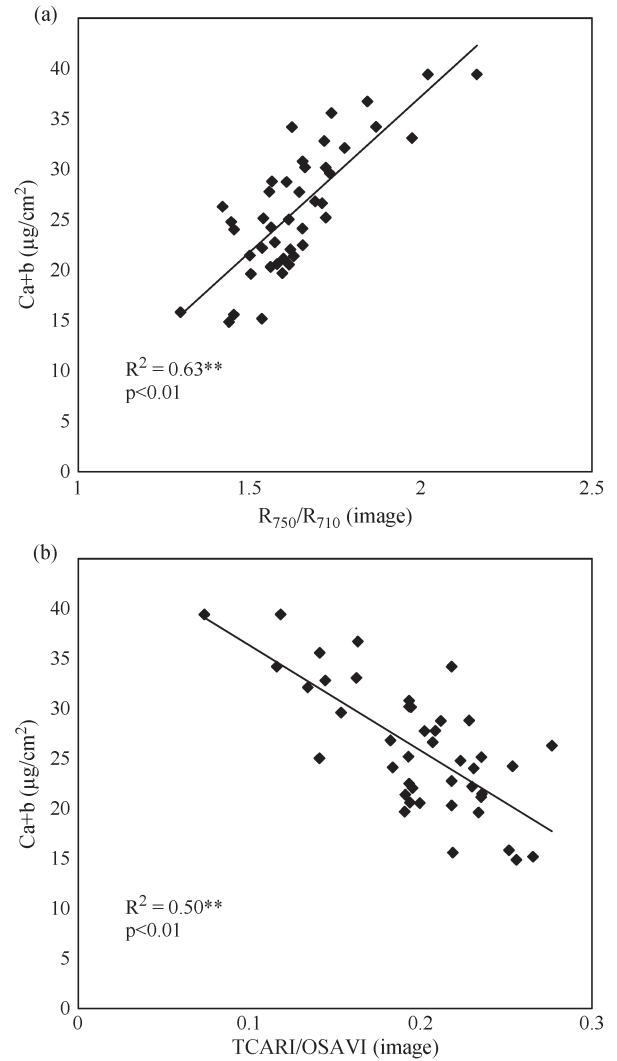 (a)
40
35
30
25
20
15
10
5
0
Ca+b (µg/cm²)
R² = 0.63**
p<0.01
1
1.5
2
2.5
R₇₅₀/R₇₁₀ (image)
(b)
40
35
30
25
20
15
10
5
0
Ca+b (µg/cm²)
R² = 0.50**
p<0.01
0
0.1
0.2
0.3
TCARI/OSAVI (image)